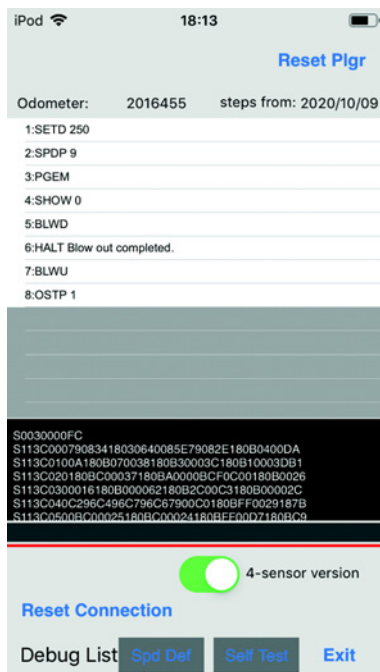 iPod 18:13
Reset Plgr
Odometer: 2016455 steps from: 2020/10/09
1:SETD 250
2:SPDP 9
3:PGEM
4:SHOW 0
5:BLWD
6:HALT Blow out completed.
7:BLWU
8:OSTP 1
S0030000FC
S113C00079083418030640085E79082E180B0400DA
S113C0100A180B070038180B30003C180B10003DB1
S113C020180BC00037180BA0000BCF0C00180B0026
S113C0300016180B000062180B2C00C3180B00002C
S113C040C296C496C796C67900C0180BFF0029187B
S113C0500BC00025180BC00024180BFF00D7180BC9
4-sensor version
Reset Connection
Debug List Spd Def Self Test Exit